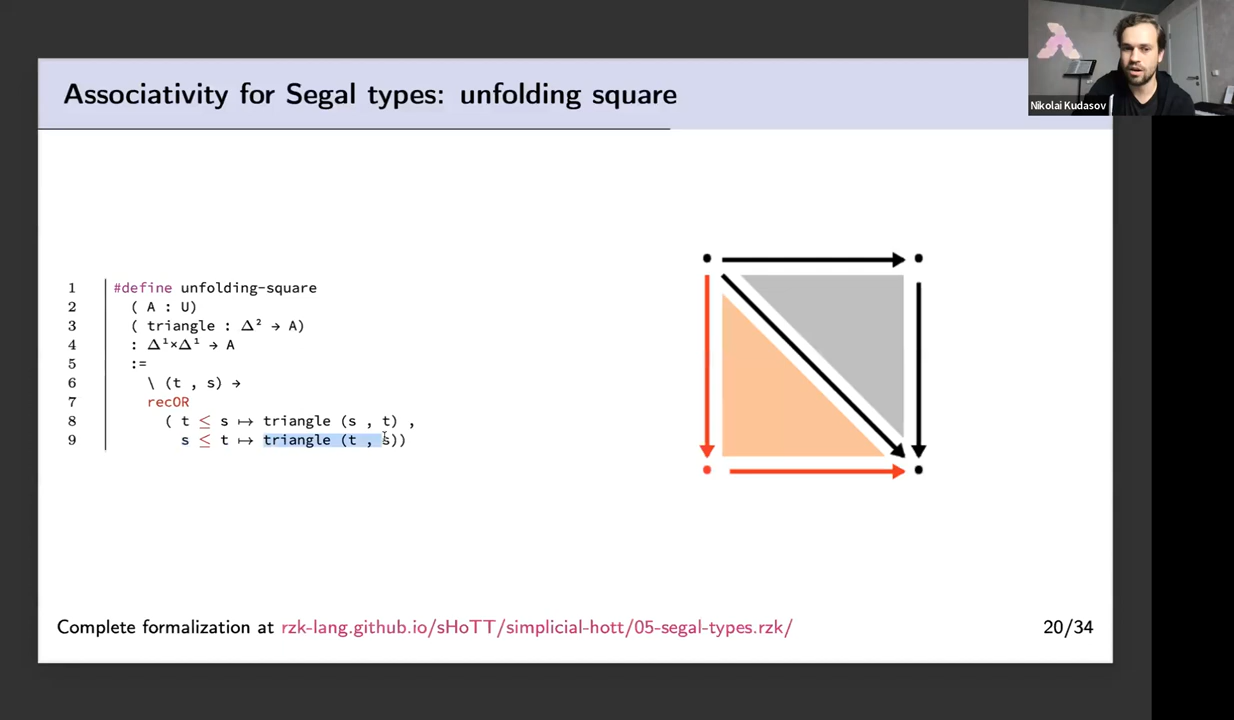 Associativity for Segal types: unfolding square
Nikolai Kudasov
1 #define unfolding-square
2 ( A : U)
3 ( triangle : Δ² → A)
4 : Δ¹×Δ¹ → A
5 :=
6 \ (t , s) →
7 recOR
8 ( t ≤ s ↦ triangle (s , t) ,
9 s ≤ t ↦ triangle (t , s))
Complete formalization at rzk-lang.github.io/sHoTT/simplicial-hott/05-segal-types.rzk/
20/34